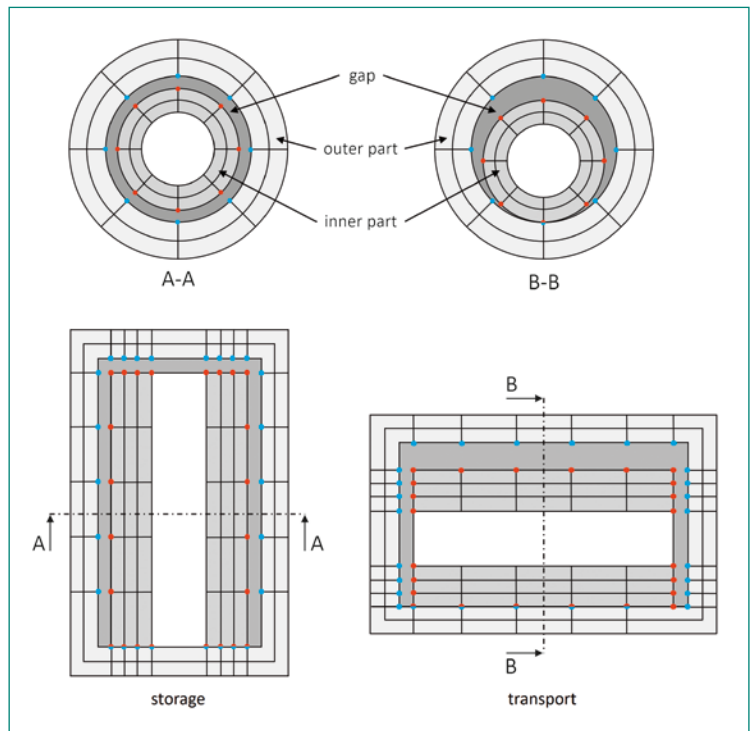 gap
outer part
inner part
A-A
B-B
A
A
B
B
storage
transport